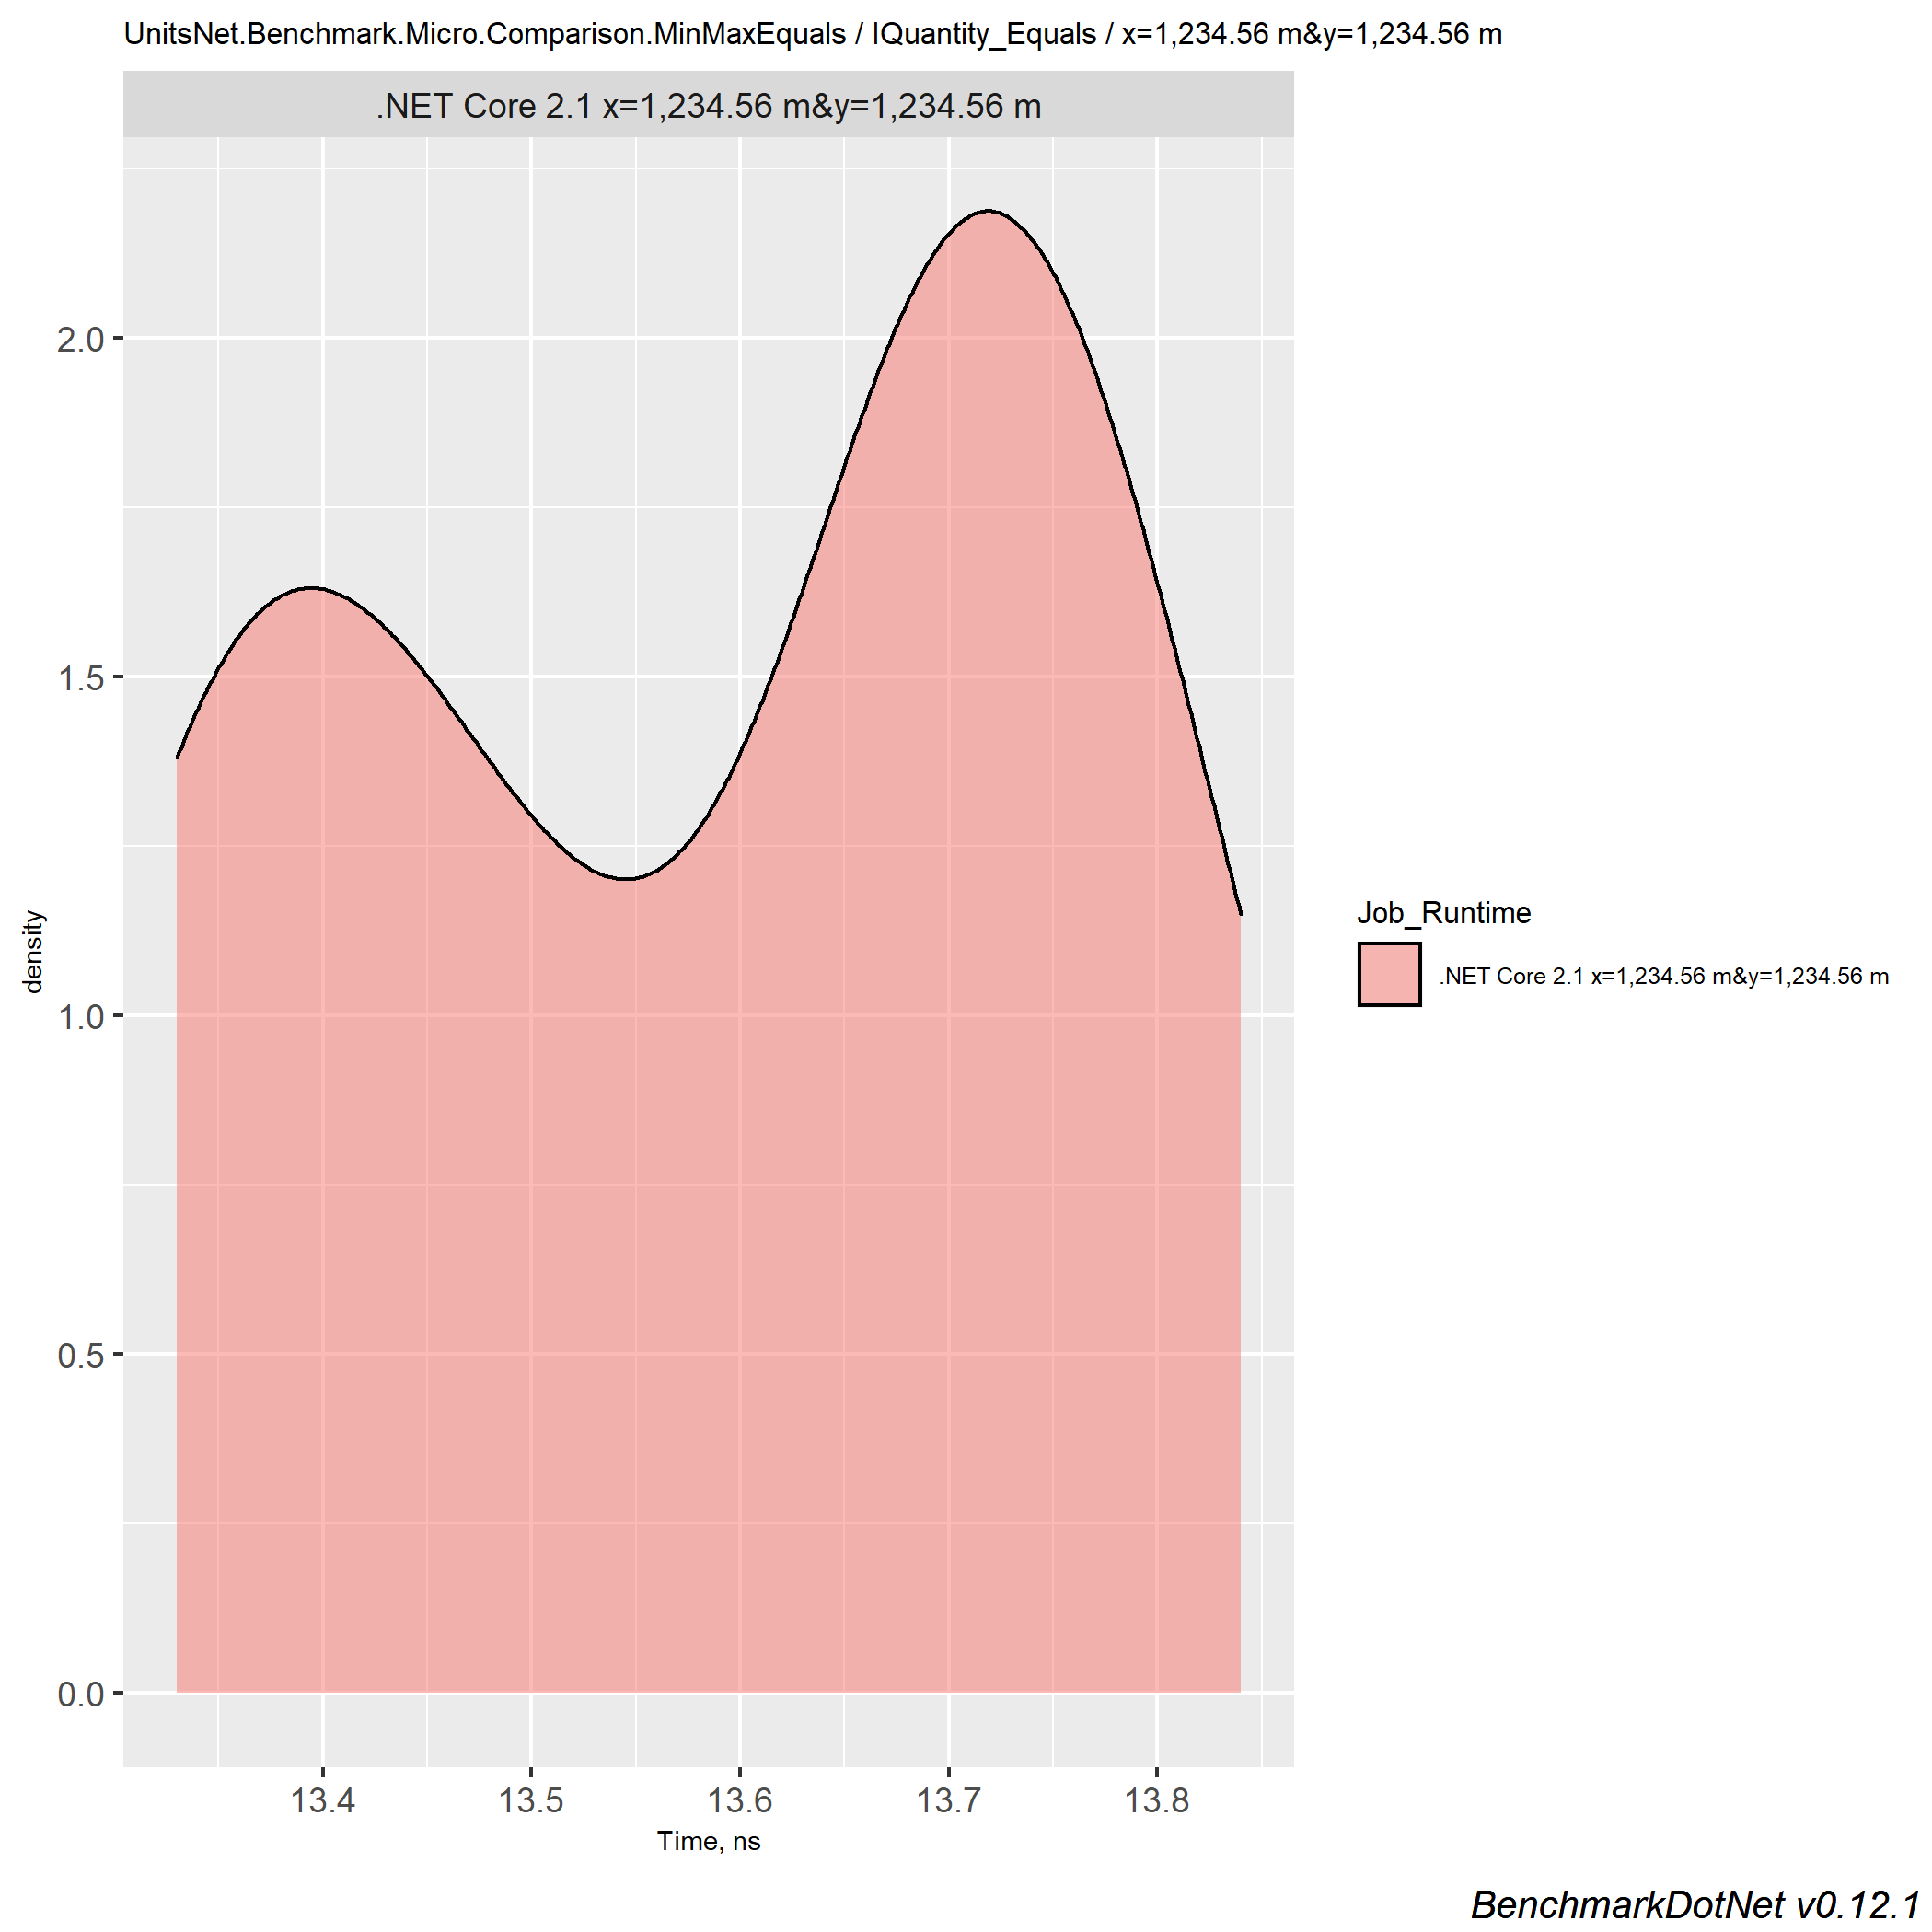 UnitsNet.Benchmark.Micro.Comparison.MinMaxEquals / IQuantity_Equals / x=1,234.56 m&y=1,234.56 m
.NET Core 2.1 x=1,234.56 m&y=1,234.56 m
2.0
1.5
1.0
0.5
0.0
density
13.4 13.5 13.6 13.7 13.8
Time, ns
Job_Runtime
.NET Core 2.1 x=1,234.56 m&y=1,234.56 m
BenchmarkDotNet v0.12.1